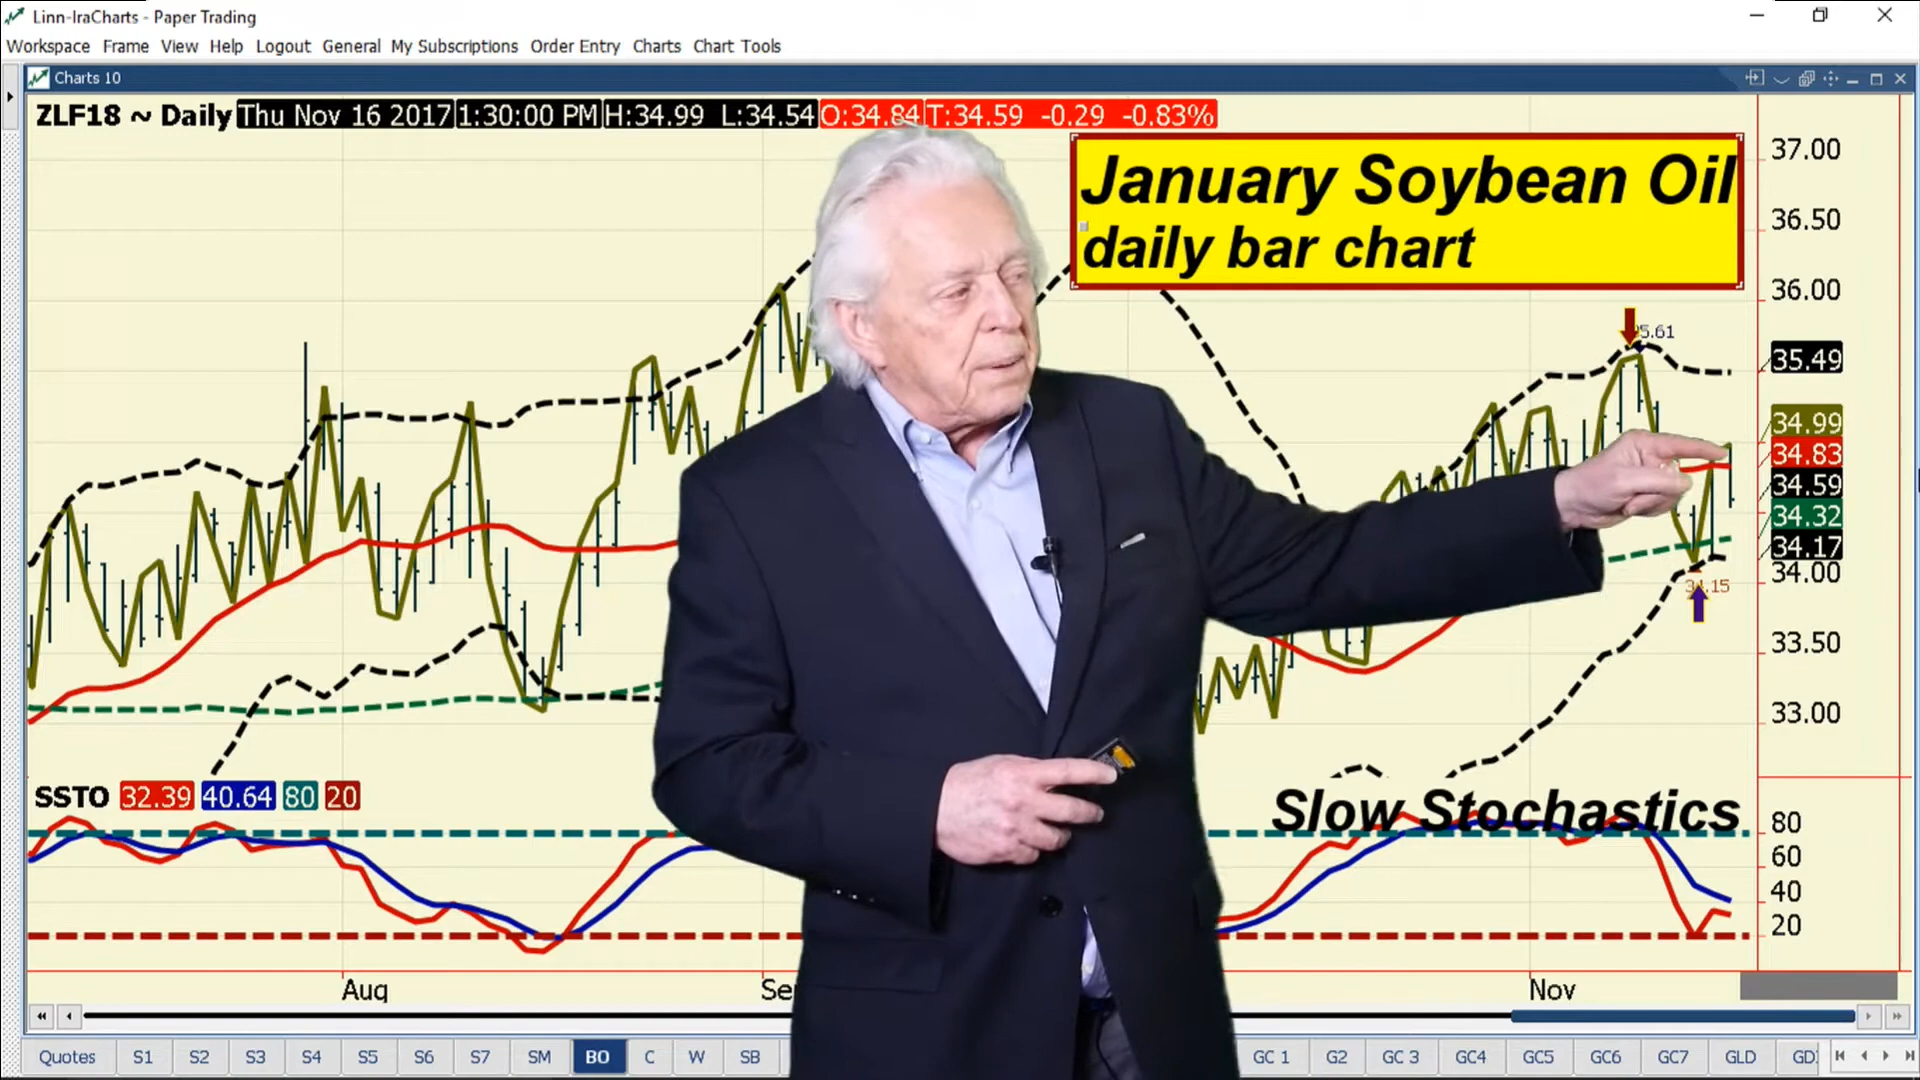 Linn-IraCharts - Paper Trading
Workspace Frame View Help Logout General My Subscriptions Order Entry Charts Chart Tools
Charts 10
ZLF18 ~ Daily Thu Nov 16 2017 1:30:00 PM H:34.99 L:34.54 O:34.84 T:34.59 -0.29 -0.83%
January Soybean Oil
daily bar chart
37.00
36.50
36.00
5.61
35.49
34.99
34.83
34.59
34.32
34.17
34.00
33.50
33.00
SSTO 32.39 40.64 80 20
Slow Stochastics
80
60
40
20
Aug
Nov
Quotes S1 S2 S3 S4 S5 S6 S7 SM BO C W SB GC 1 G2 GC 3 GC4 GC5 GC6 GC7 GLD